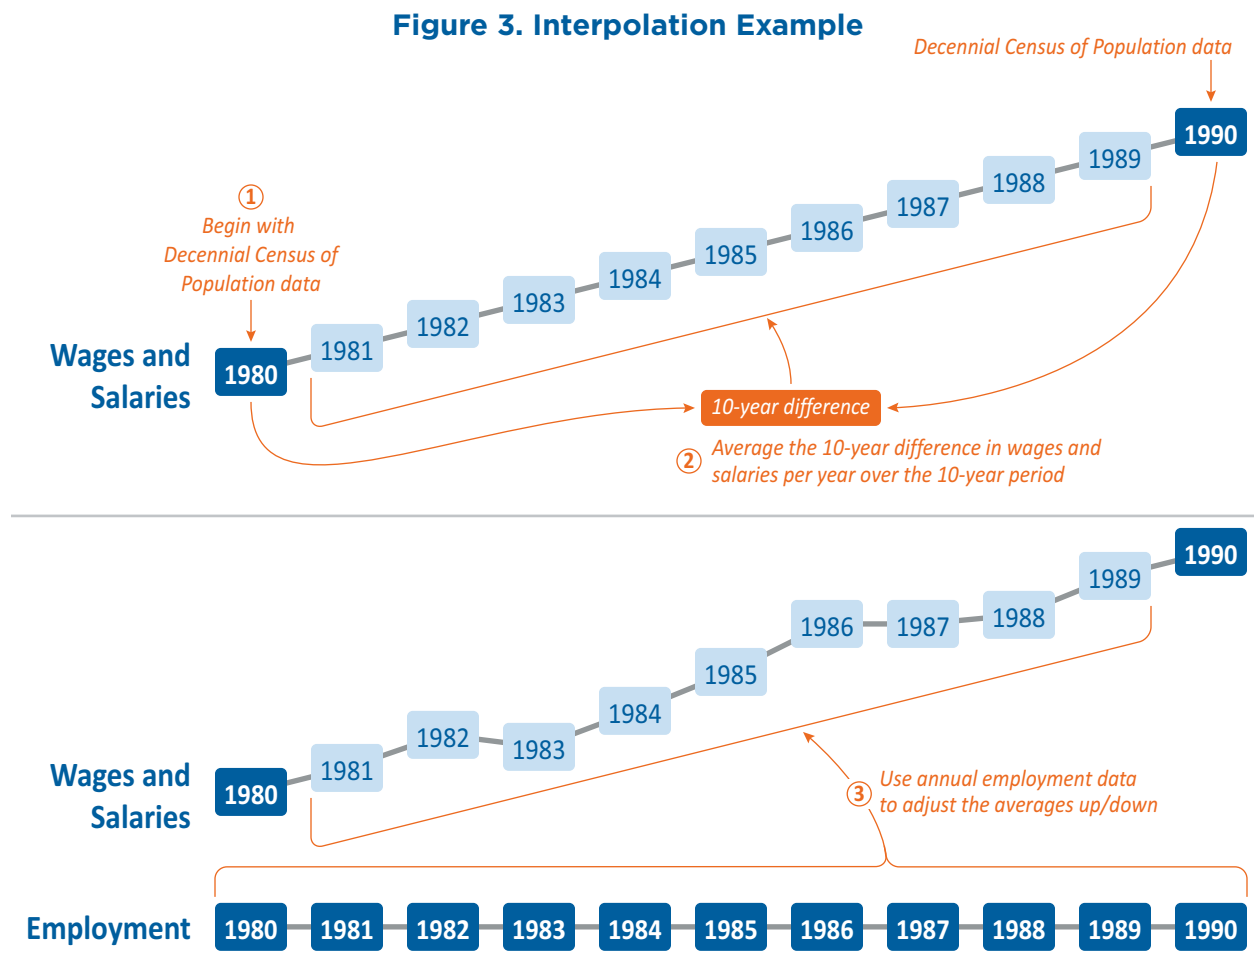 Figure 3. Interpolation Example
Decennial Census of Population data
1990
1989
1988
1987
1986
1985
1984
1983
1982
1981
1980
1
Begin with
Decennial Census of
Population data
Wages and
Salaries
10-year difference
2
Average the 10-year difference in wages and
salaries per year over the 10-year period
1990
1989
1988
1987
1986
1985
1984
1983
1982
1981
1980
Wages and
Salaries
3
Use annual employment data
to adjust the averages up/down
Employment
1980 1981 1982 1983 1984 1985 1986 1987 1988 1989 1990